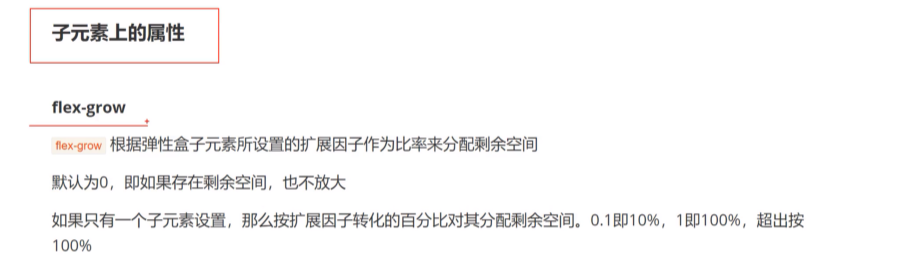 子元素上的属性
flex-grow
flex-grow 根据弹性盒子元素所设置的扩展因子作为比率来分配剩余空间
默认为0，即如果存在剩余空间，也不放大
如果只有一个子元素设置，那么按扩展因子转化的百分比对其分配剩余空间。0.1即10%，1即100%，超出按
100%